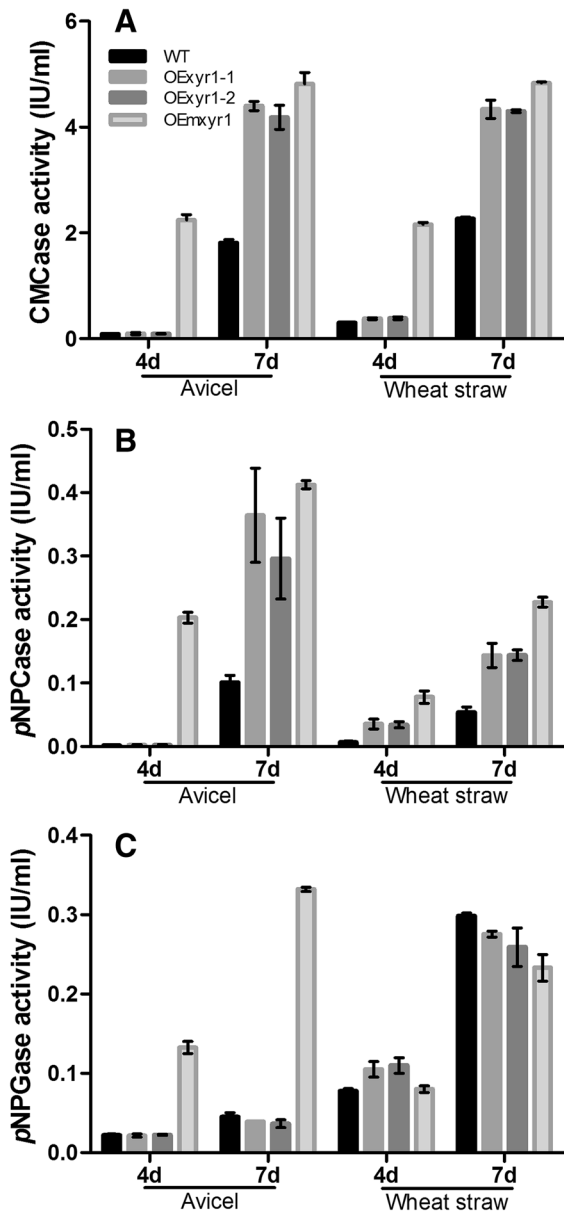 A
CMCase activity (IU/ml)
6
4
2
0
WT
OExyr1-1
OExyr1-2
OEmxyr1
4d 7d 4d 7d
Avicel Wheat straw
B
pNPCase activity (IU/ml)
0.5
0.4
0.3
0.2
0.1
0.0
4d 7d 4d 7d
Avicel Wheat straw
C
pNPGase activity (IU/ml)
0.4
0.3
0.2
0.1
0.0
4d 7d 4d 7d
Avicel Wheat straw